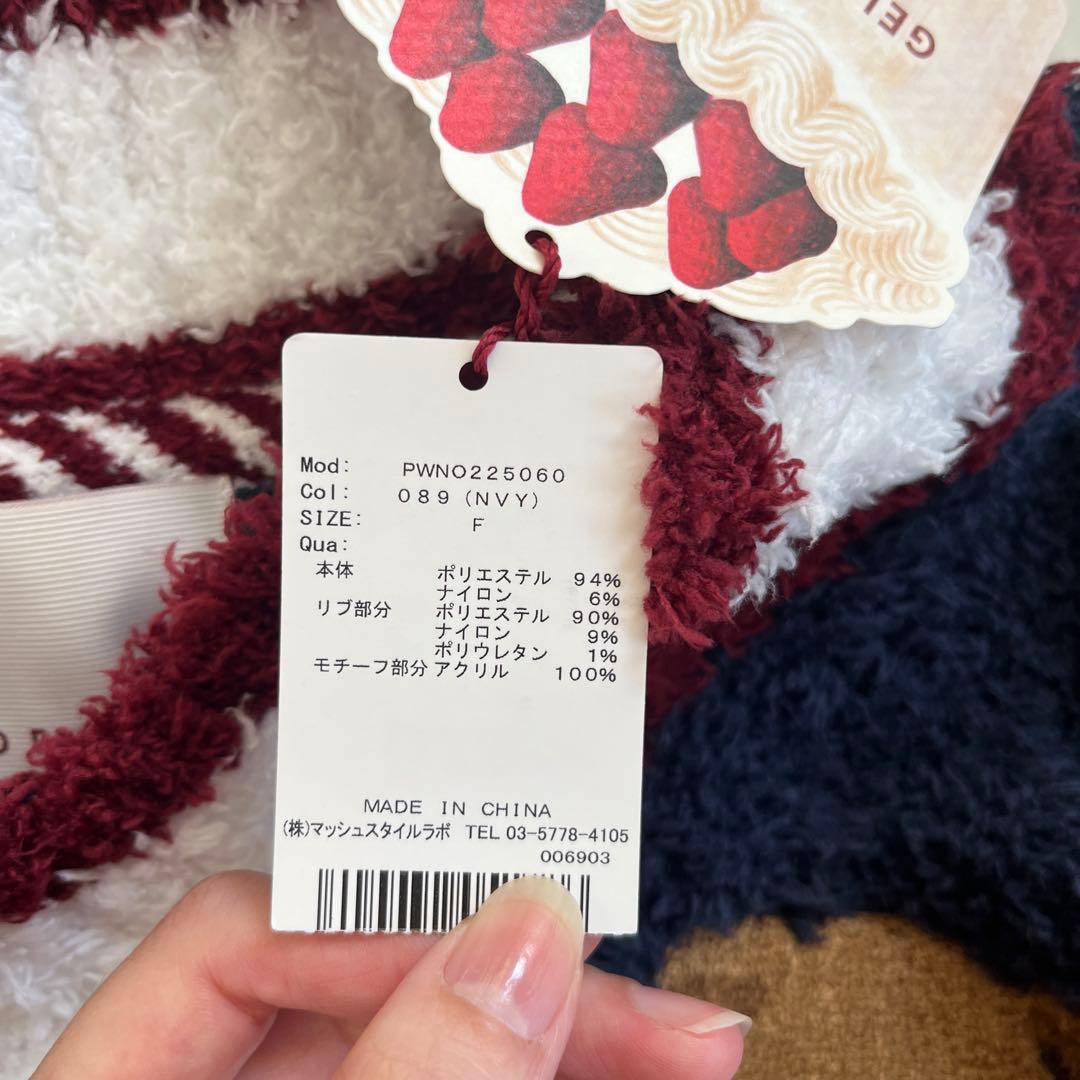 GEL
Mod: PWNO225060
Col: 089(NVY)
SIZE: F
Qua:
本体 ポリエステル 94%
ナイロン 6%
リブ部分 ポリエステル 90%
ナイロン 9%
ポリウレタン 1%
モチーフ部分 アクリル 100%
MADE IN CHINA
(株)マッシュスタイルラボ TEL 03-5778-4105
006903